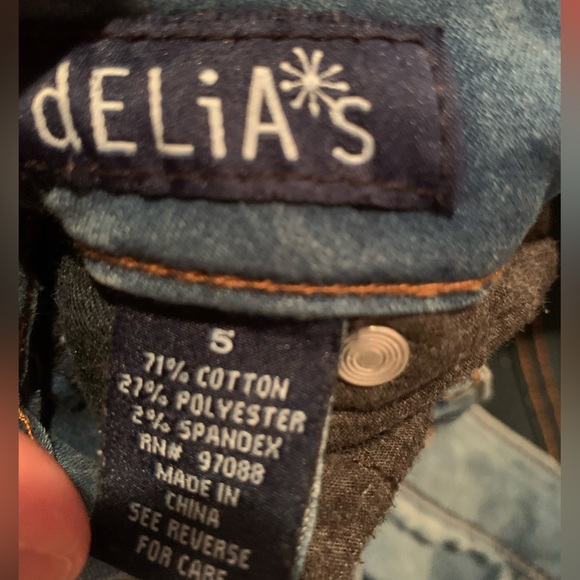 dELiA*s
5
71% COTTON
27% POLYESTER
2% SPANDEX
RN# 97088
MADE IN
CHINA
SEE REVERSE
FOR CARE